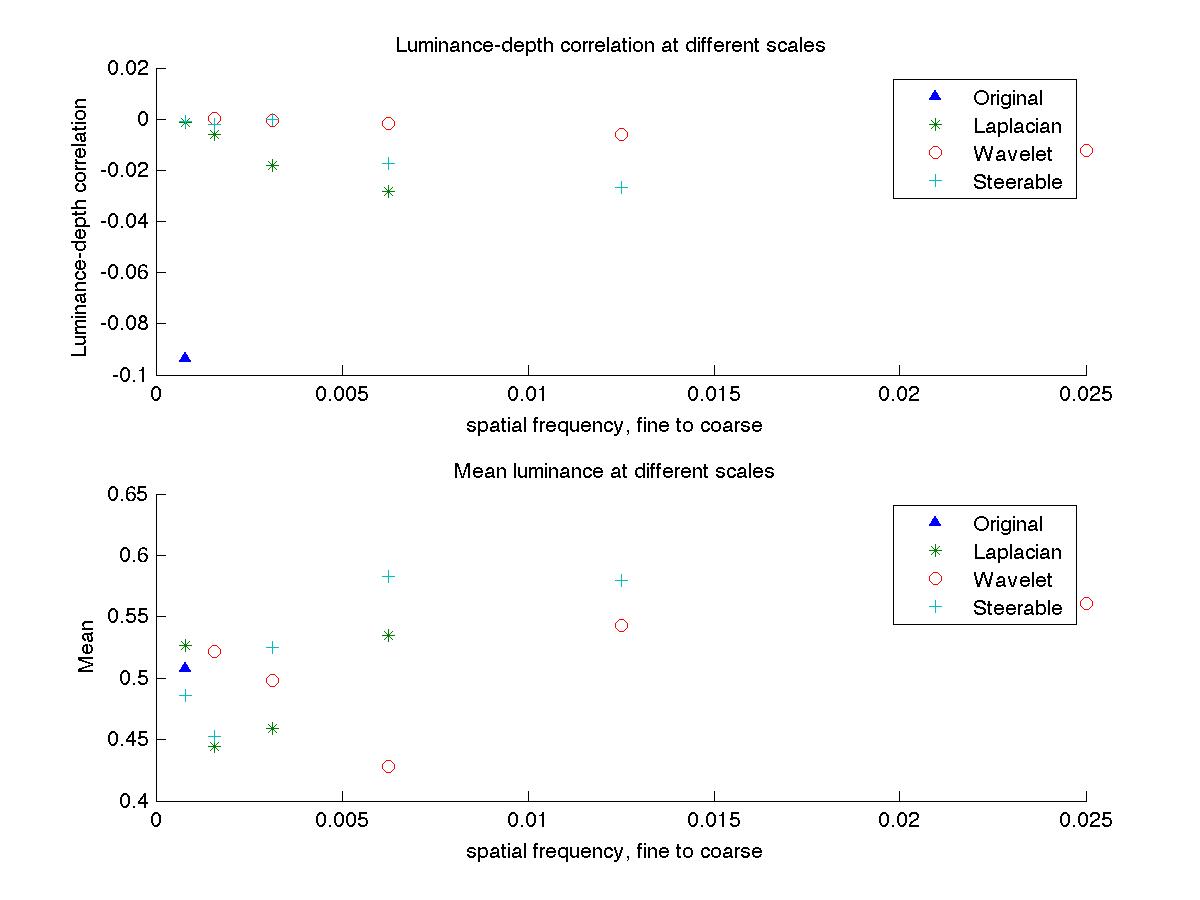 Luminance-depth correlation at different scales
0.02
0
-0.02
-0.04
-0.06
-0.08
-0.1
Luminance-depth correlation
Original
Laplacian
Wavelet
Steerable
0
0.005
0.01
0.015
0.02
0.025
spatial frequency, fine to coarse
Mean luminance at different scales
0.65
0.6
0.55
0.5
0.45
0.4
Mean
Original
Laplacian
Wavelet
Steerable
0
0.005
0.01
0.015
0.02
0.025
spatial frequency, fine to coarse